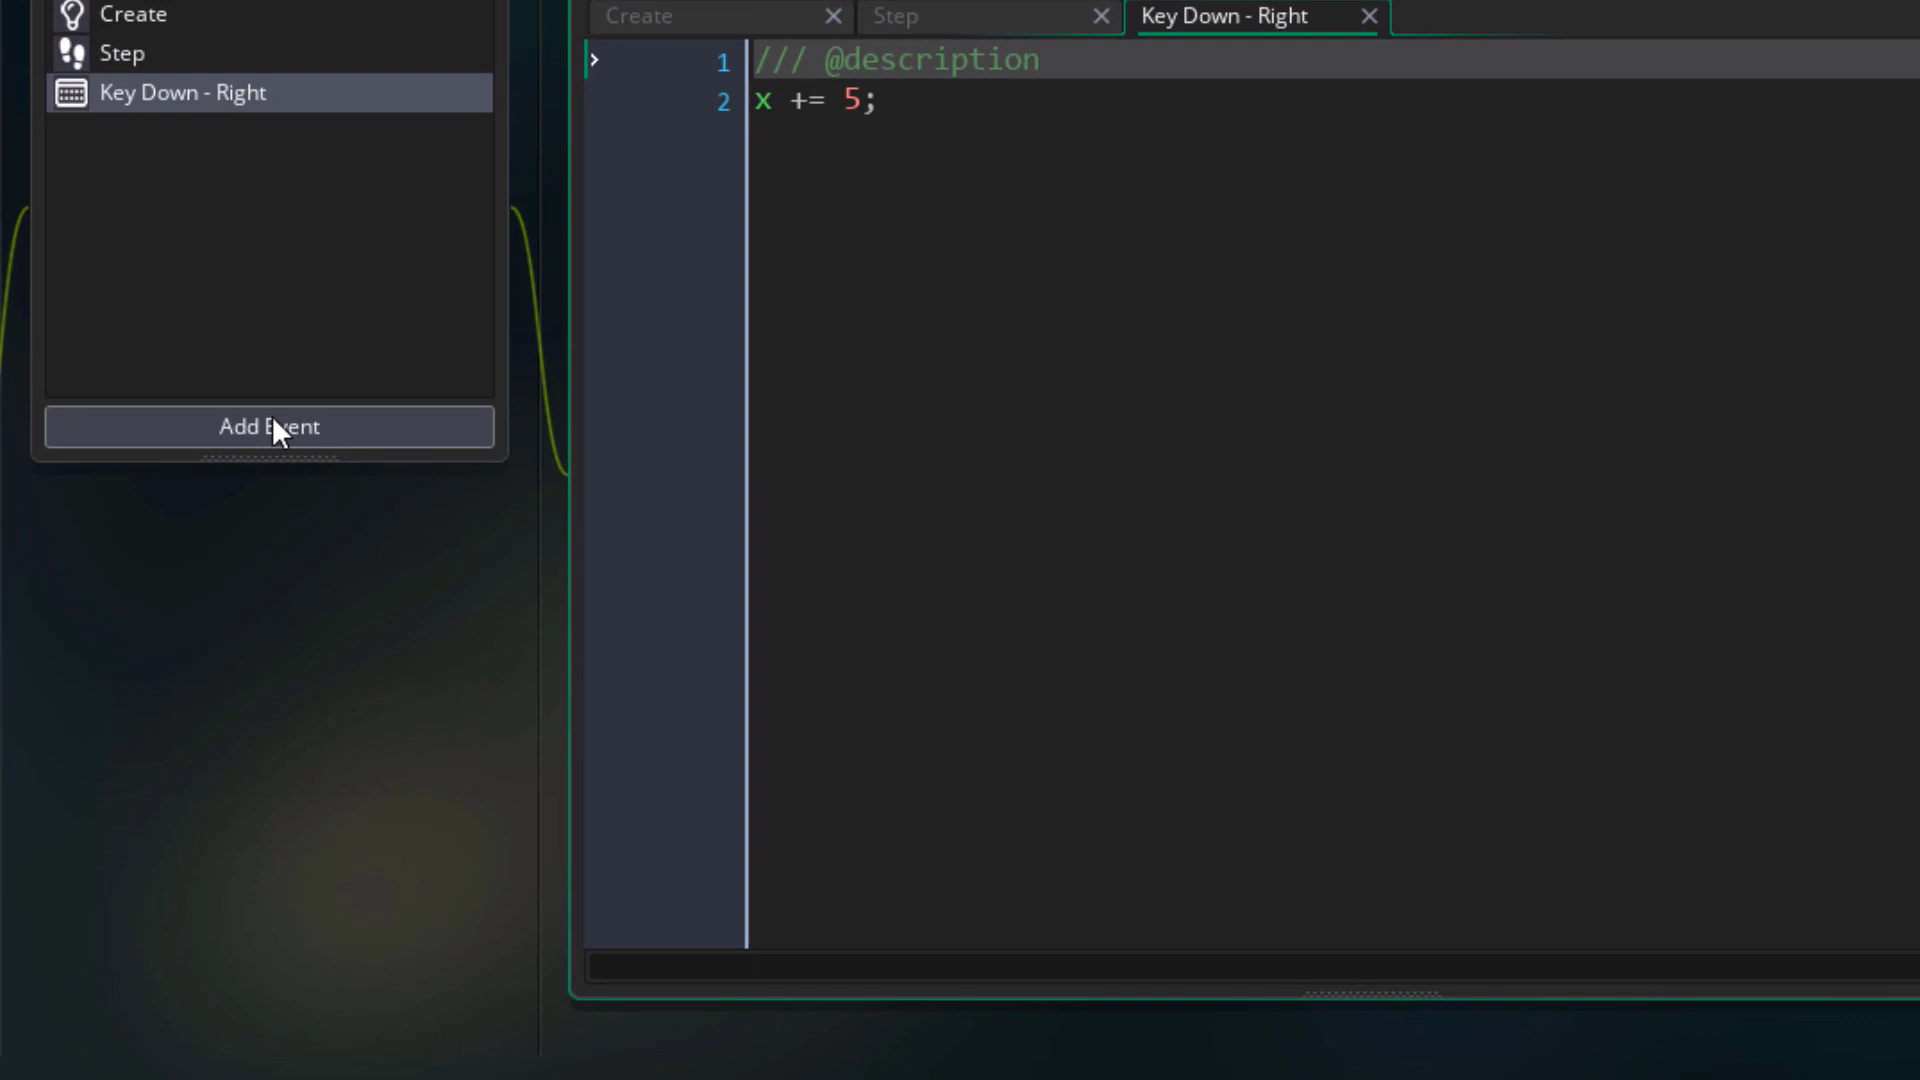 Create
Step
Key Down - Right
Add Event
Create
Step
Key Down - Right
1 /// @description
2 x += 5;